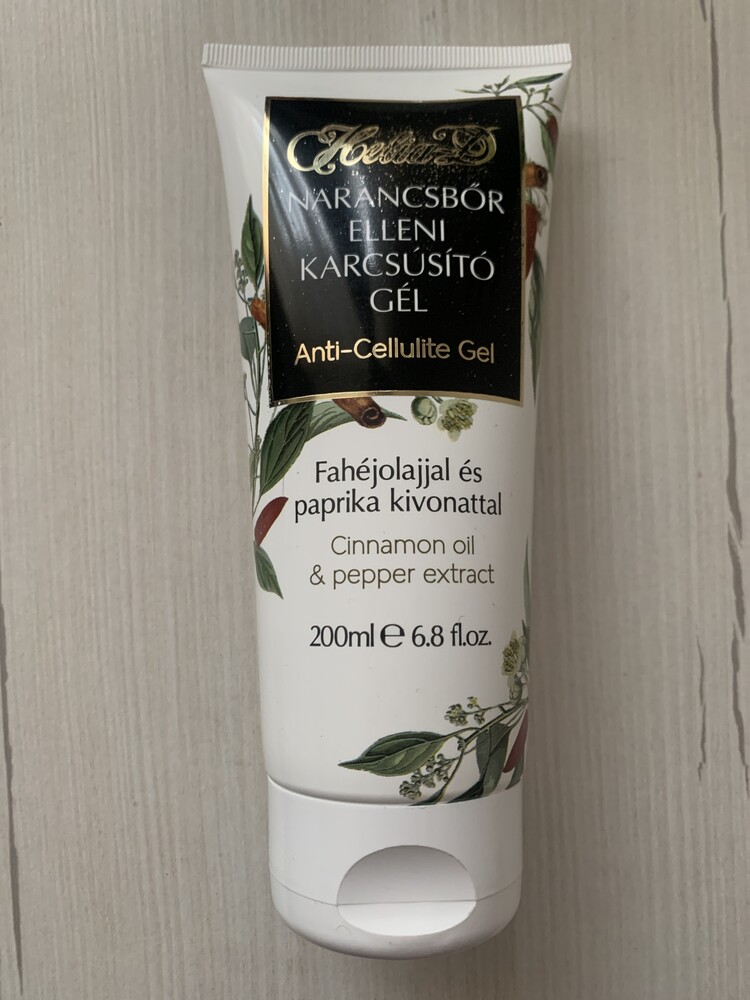 Helia-D
NARANCSBŐR
ELLENI
KARCSÚSÍTÓ
GÉL
Anti-Cellulite Gel
Fahéjolajjal és
paprika kivonattal
Cinnamon oil
& pepper extract
200ml ℮ 6.8 fl.oz.